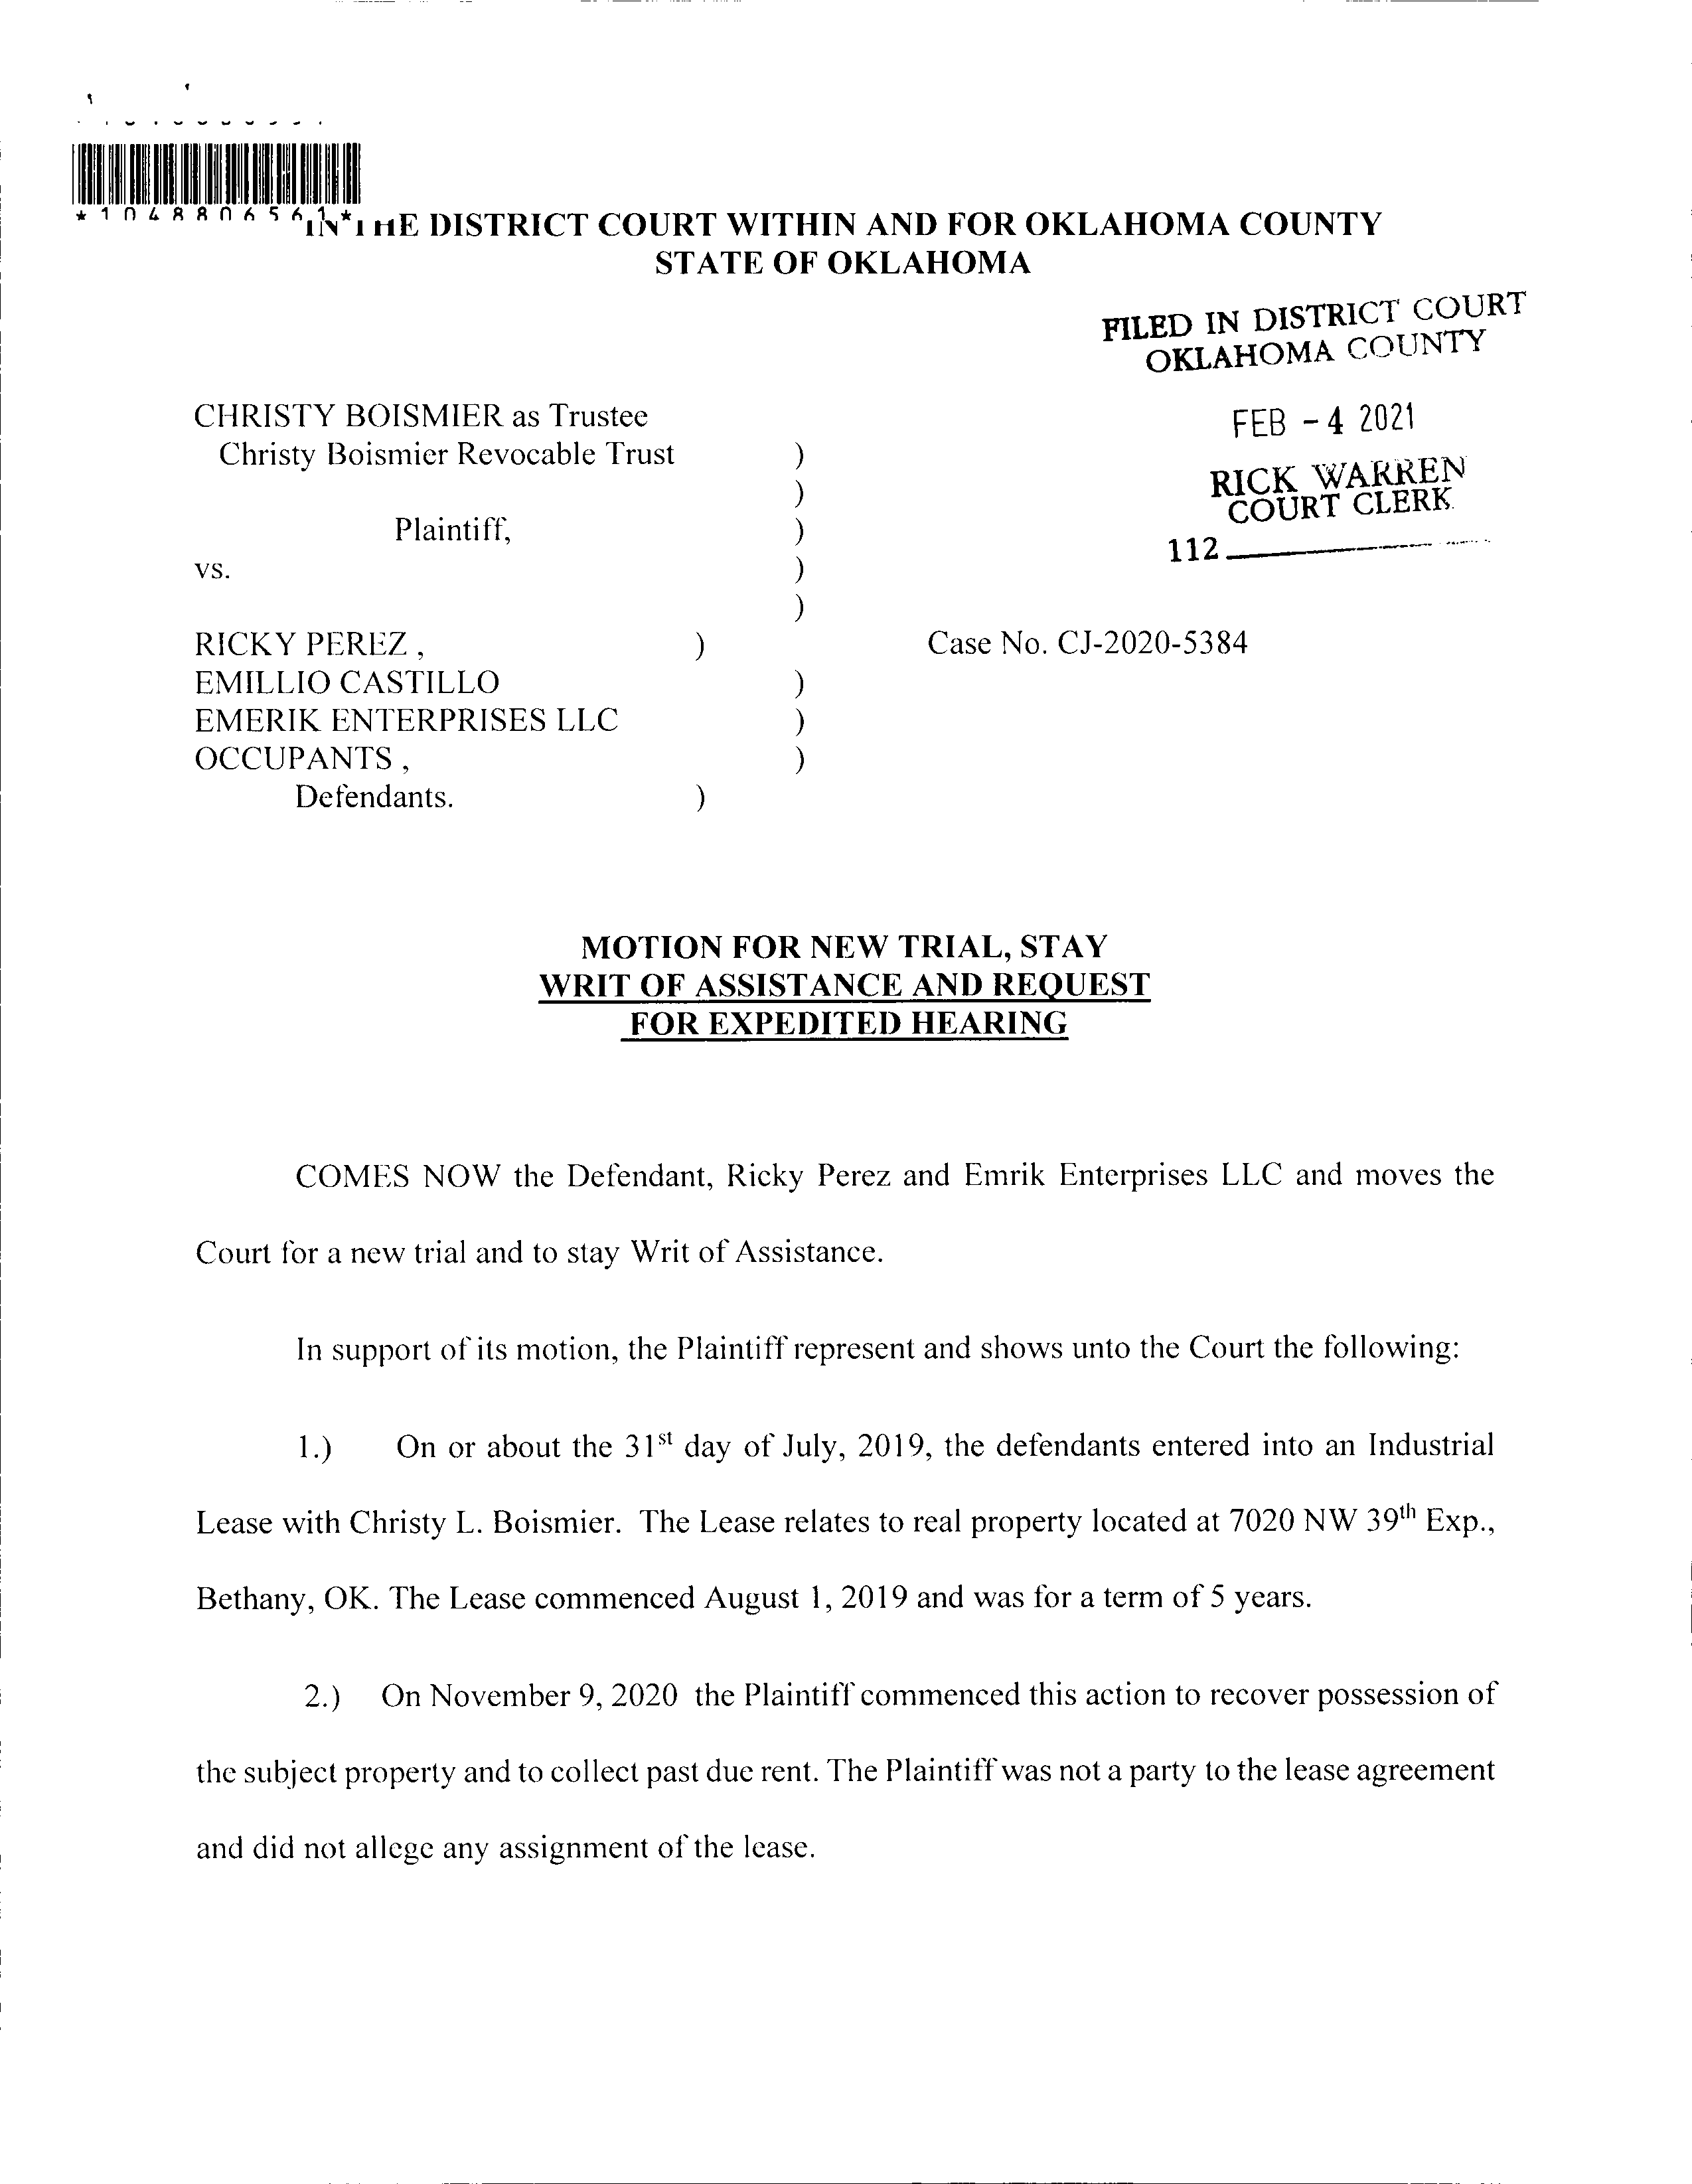 *1048806561*
IN THE DISTRICT COURT WITHIN AND FOR OKLAHOMA COUNTY
STATE OF OKLAHOMA
FILED IN DISTRICT COURT
OKLAHOMA COUNTY
FEB - 4 2021
RICK WARREN
COURT CLERK
112
CHRISTY BOISMIER as Trustee
Christy Boismier Revocable Trust )
)
Plaintiff, )
vs. )
)
RICKY PEREZ , ) Case No. CJ-2020-5384
EMILLIO CASTILLO )
EMERIK ENTERPRISES LLC )
OCCUPANTS , )
Defendants. )
MOTION FOR NEW TRIAL, STAY
WRIT OF ASSISTANCE AND REQUEST
FOR EXPEDITED HEARING
COMES NOW the Defendant, Ricky Perez and Emrik Enterprises LLC and moves the
Court for a new trial and to stay Writ of Assistance.
In support of its motion, the Plaintiff represent and shows unto the Court the following:
1.) On or about the 31st day of July, 2019, the defendants entered into an Industrial
Lease with Christy L. Boismier. The Lease relates to real property located at 7020 NW 39th Exp.,
Bethany, OK. The Lease commenced August 1, 2019 and was for a term of 5 years.
2.) On November 9, 2020 the Plaintiff commenced this action to recover possession of
the subject property and to collect past due rent. The Plaintiff was not a party to the lease agreement
and did not allege any assignment of the lease.